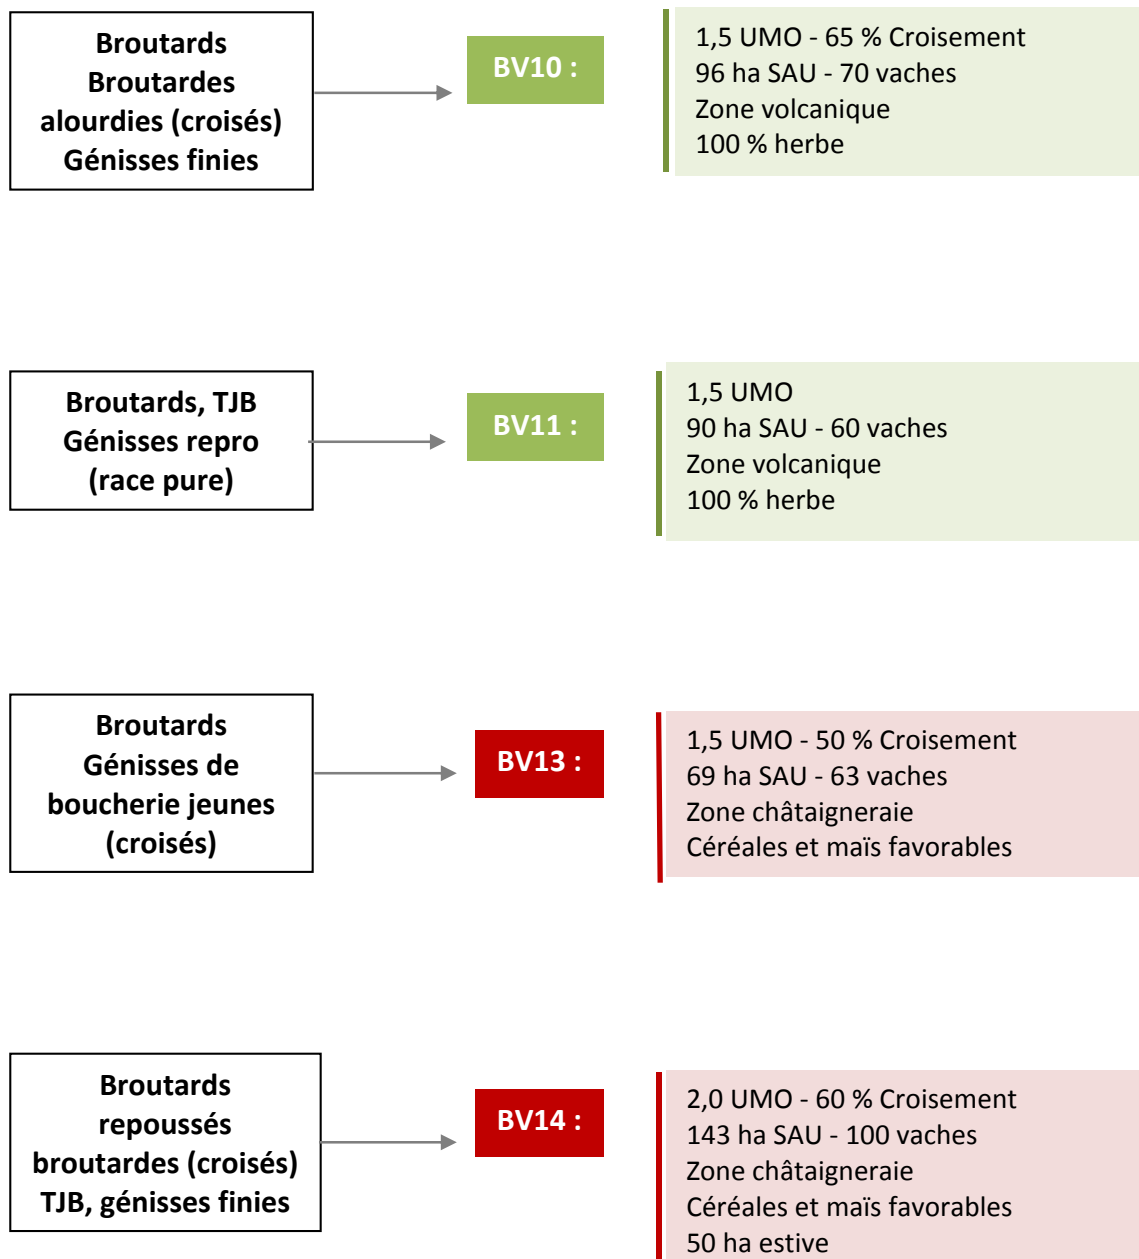 Broutards
Broutardes
alourdies (croisés)
Génisses finies
BV10 :
1,5 UMO - 65 % Croisement
96 ha SAU - 70 vaches
Zone volcanique
100 % herbe
Broutards, TJB
Génisses repro
(race pure)
BV11 :
1,5 UMO
90 ha SAU - 60 vaches
Zone volcanique
100 % herbe
Broutards
Génisses de
boucherie jeunes
(croisés)
BV13 :
1,5 UMO - 50 % Croisement
69 ha SAU - 63 vaches
Zone châtaigneraie
Céréales et maïs favorables
Broutards
repoussés
broutardes (croisés)
TJB, génisses finies
BV14 :
2,0 UMO - 60 % Croisement
143 ha SAU - 100 vaches
Zone châtaigneraie
Céréales et maïs favorables
50 ha estive